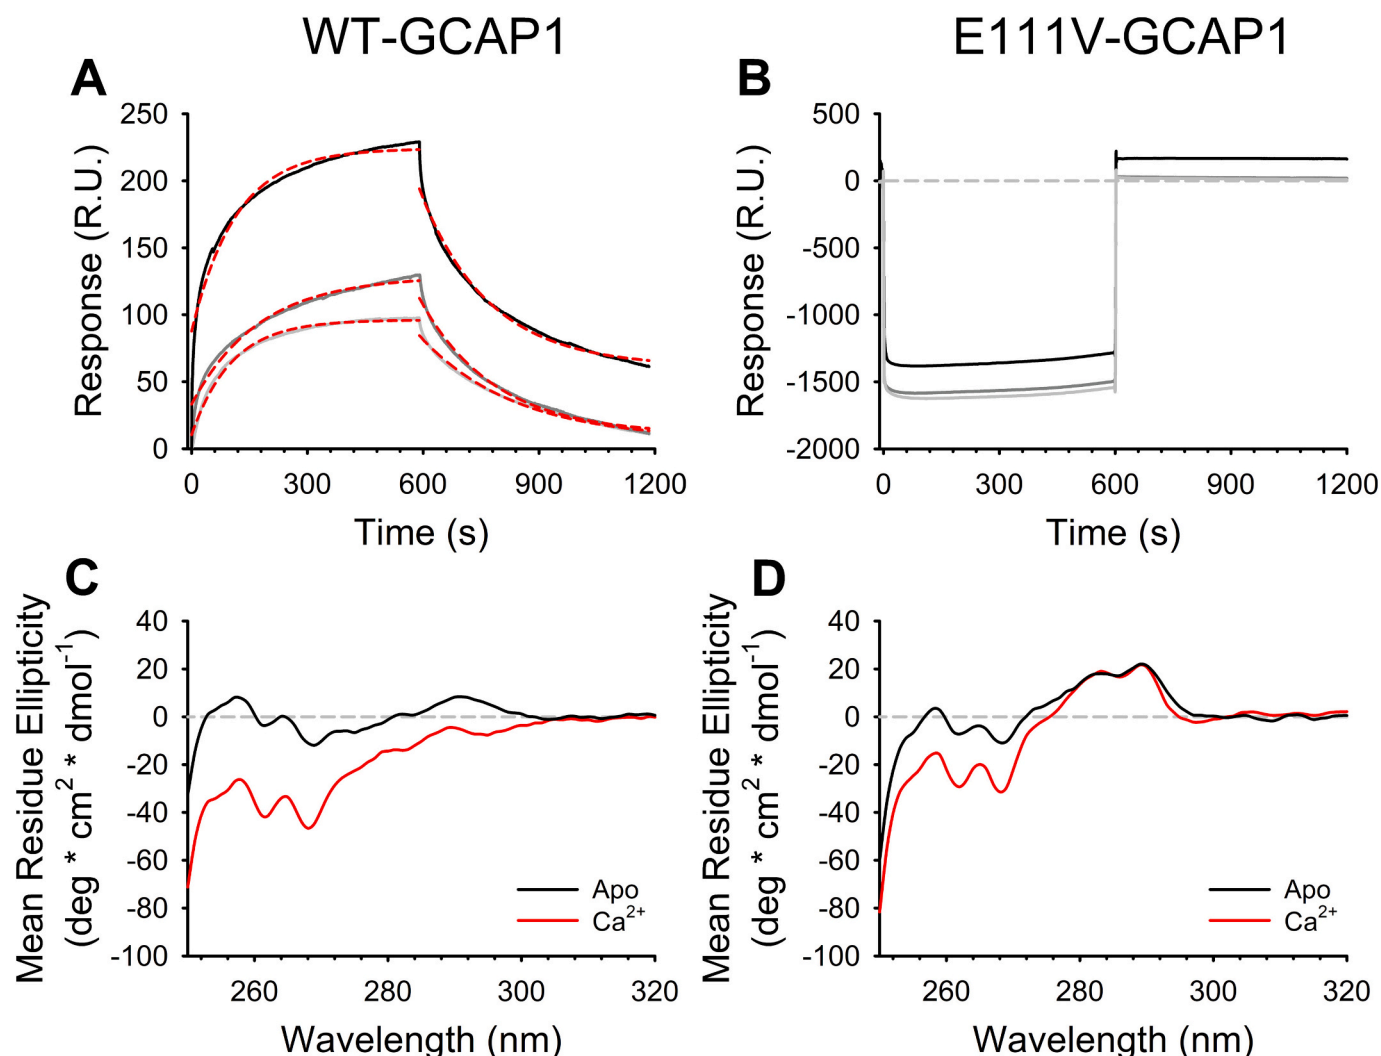 WT-GCAP1
E111V-GCAP1
A
250
200
150
100
50
0
Response (R.U.)
0 300 600 900 1200
Time (s)
B
500
0
-500
-1000
-1500
-2000
Response (R.U.)
0 300 600 900 1200
Time (s)
C
40
20
0
-20
-40
-60
-80
-100
Mean Residue Ellipticity
(deg * cm² * dmol⁻¹)
Apo
Ca²⁺
260 280 300 320
Wavelength (nm)
D
40
20
0
-20
-40
-60
-80
-100
Mean Residue Ellipticity
(deg * cm² * dmol⁻¹)
Apo
Ca²⁺
260 280 300 320
Wavelength (nm)